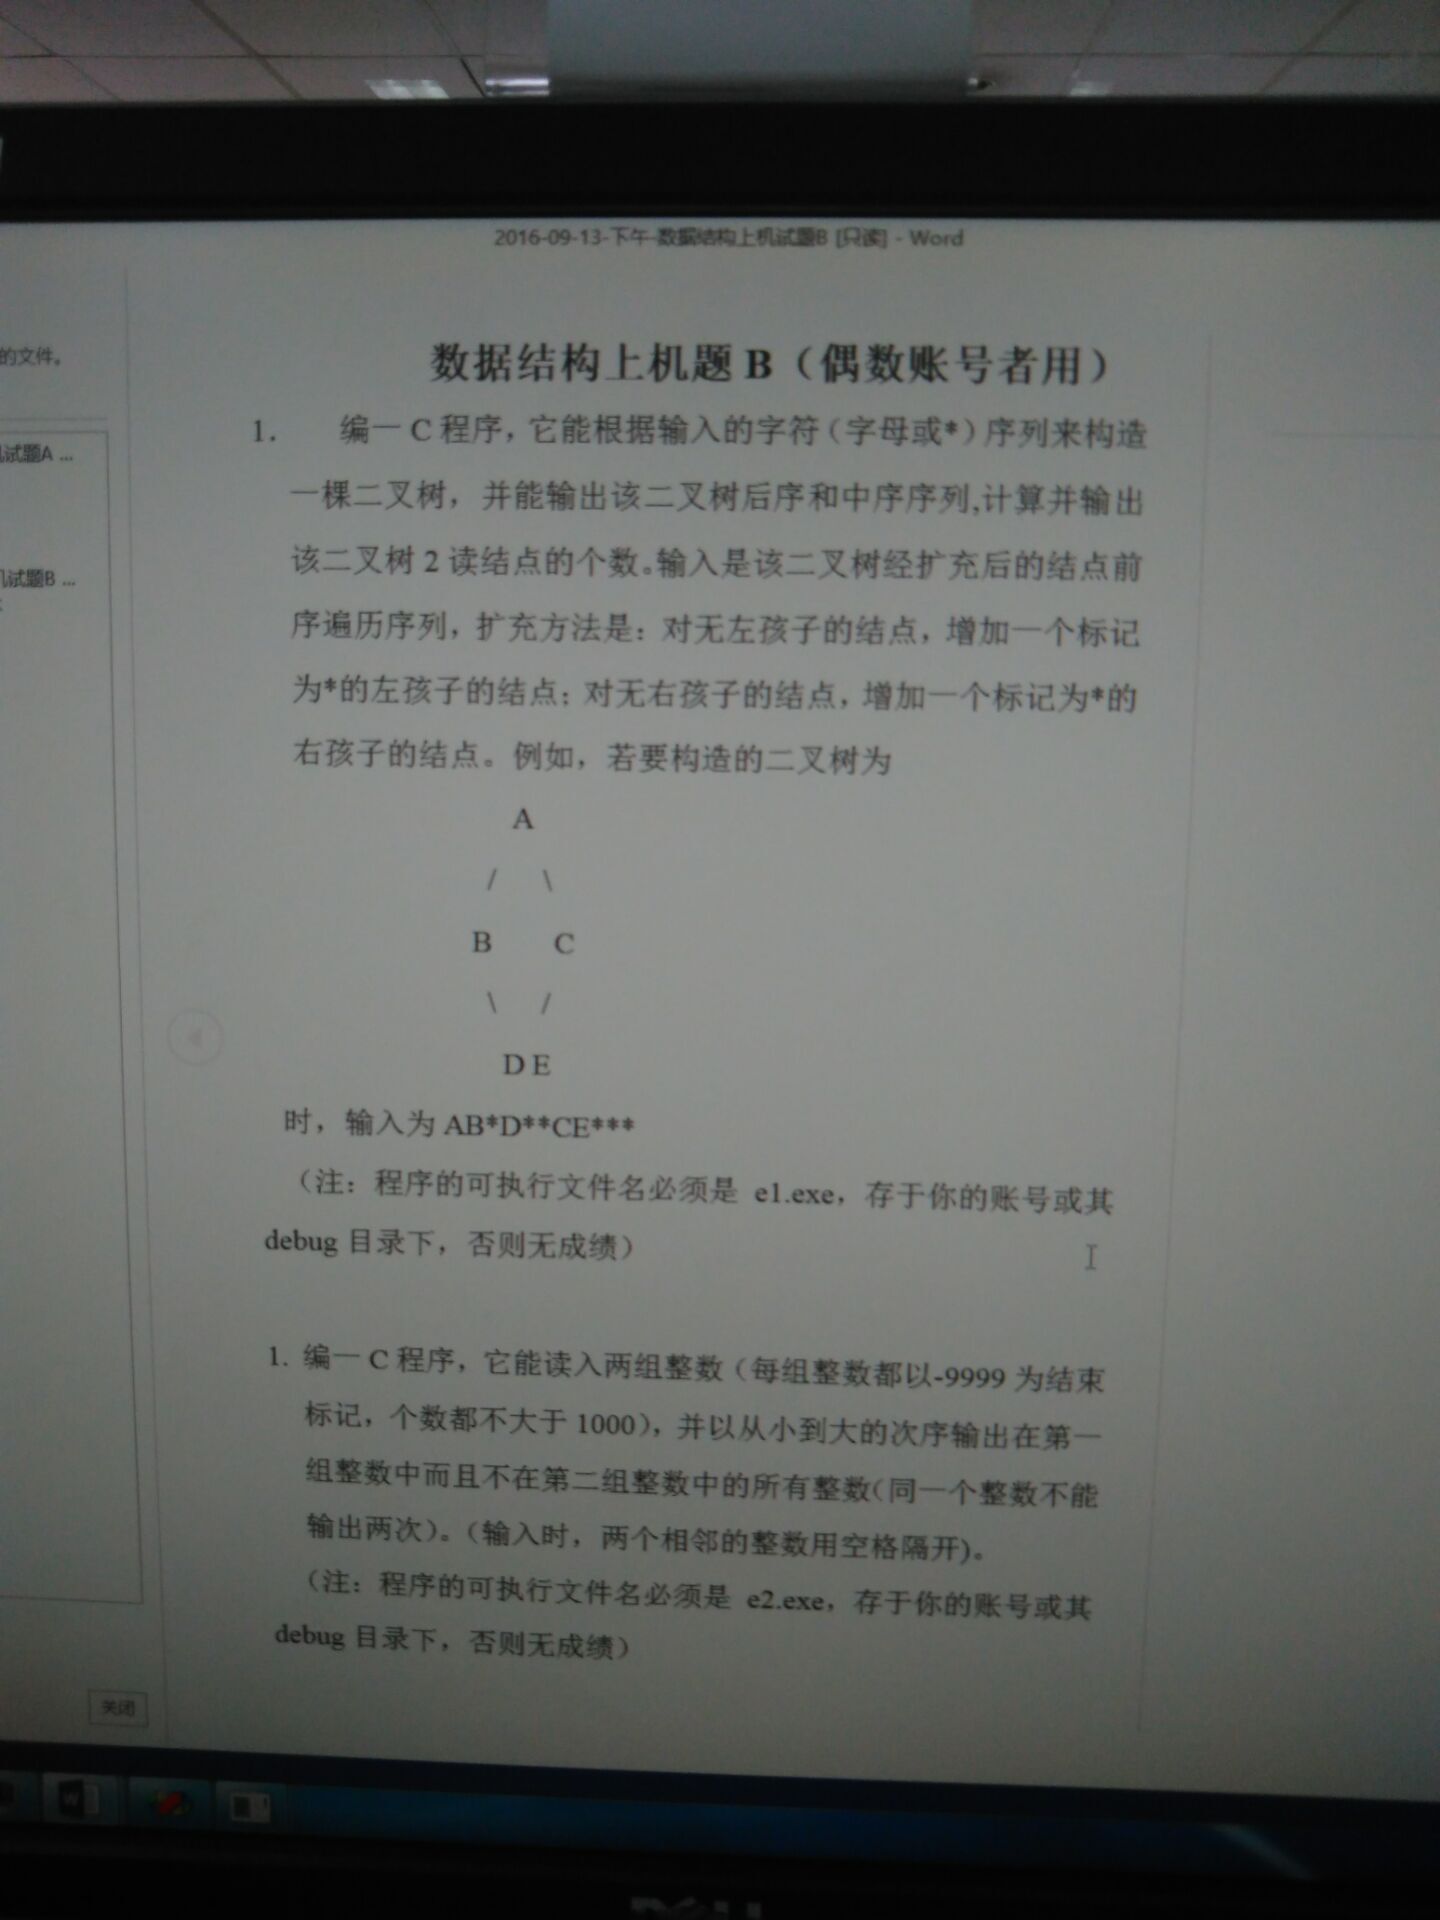 2016-09-13-下午-数据结构上机试题B [只读] - Word
的文件。
数据结构上机题 B（偶数账号者用）
试题A ...
机试题B ...
1. 编一 C 程序，它能根据输入的字符（字母或*）序列来构造
一棵二叉树，并能输出该二叉树后序和中序序列,计算并输出
该二叉树 2 读结点的个数。输入是该二叉树经扩充后的结点前
序遍历序列，扩充方法是：对无左孩子的结点，增加一个标记
为*的左孩子的结点；对无右孩子的结点，增加一个标记为*的
右孩子的结点。例如，若要构造的二叉树为
A
/ \
B C
\ /
D E
时，输入为 AB*D**CE***
（注：程序的可执行文件名必须是 e1.exe，存于你的账号或其
debug 目录下，否则无成绩）
1. 编一 C 程序，它能读入两组整数（每组整数都以-9999 为结束
标记，个数都不大于 1000），并以从小到大的次序输出在第一
组整数中而且不在第二组整数中的所有整数(同一个整数不能
输出两次）。（输入时，两个相邻的整数用空格隔开)。
（注：程序的可执行文件名必须是 e2.exe，存于你的账号或其
debug 目录下，否则无成绩）
关闭